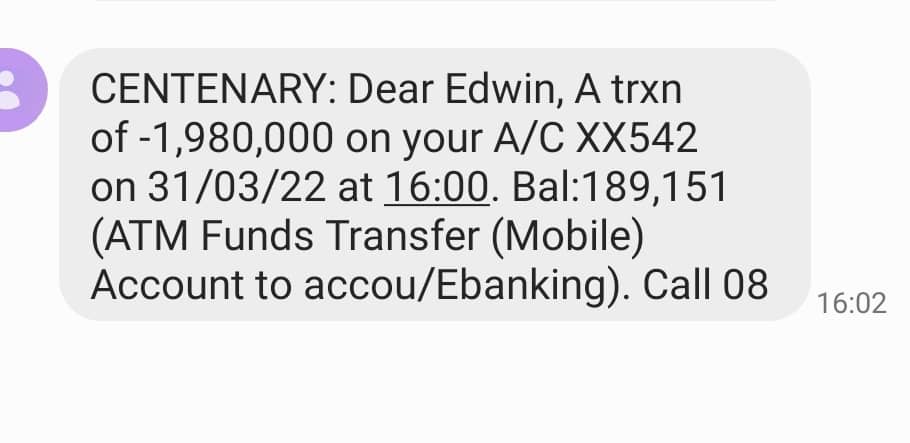 CENTENARY: Dear Edwin, A trxn
of -1,980,000 on your A/C XX542
on 31/03/22 at 16:00. Bal:189,151
(ATM Funds Transfer (Mobile)
Account to accou/Ebanking). Call 08
16:02